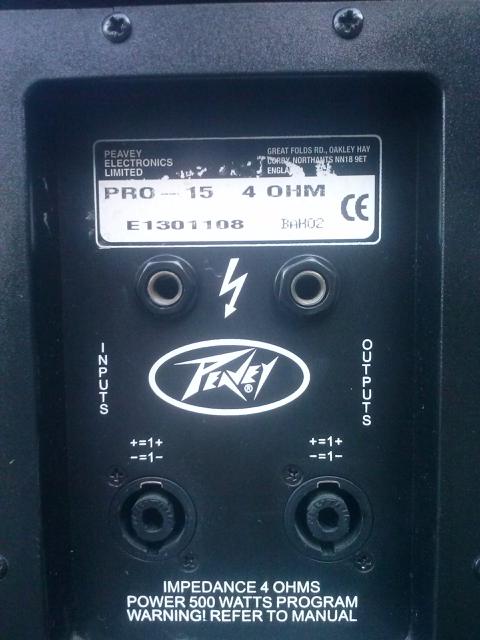 PEAVEY
ELECTRONICS
LIMITED
GREAT FOLDS RD., OAKLEY HAY
CORBY, NORTHANTS NN18 9ET
ENGLAND
PRO-15 4 OHM
E1301108 BAH02
CE
INPUTS
PEAVEY®
OUTPUTS
+=1+
-=1-
+=1+
-=1-
IMPEDANCE 4 OHMS
POWER 500 WATTS PROGRAM
WARNING! REFER TO MANUAL